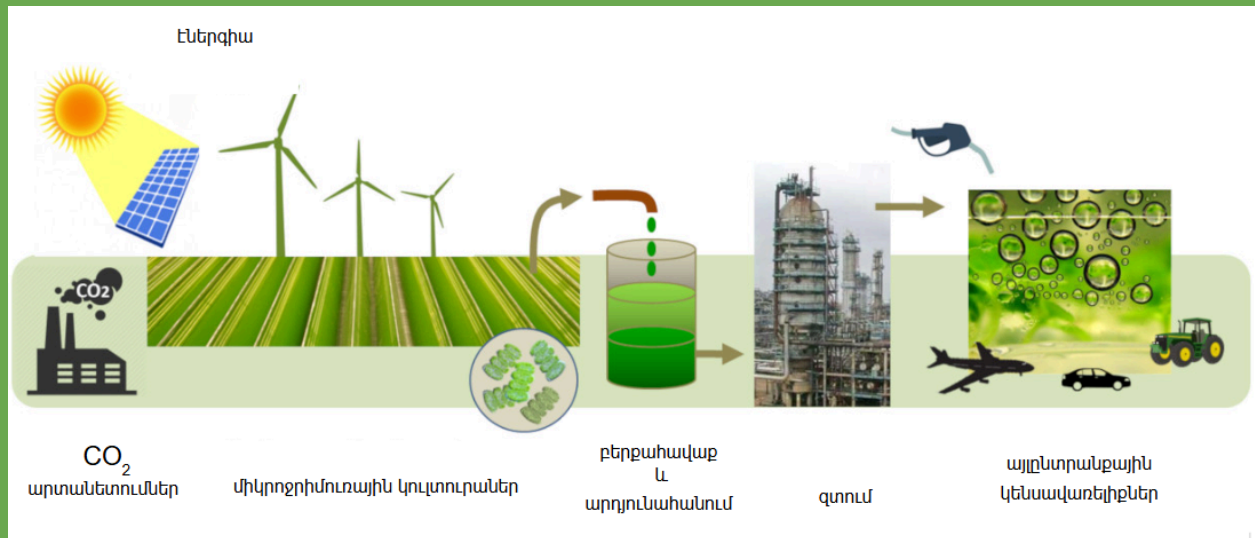 էներգիա
CO2
CO2
արտանետումներ
միկրոջրիմուռային կուլտուրաներ
բերքահավաք
և
արդյունահանում
զտում
այլընտրանքային
կենսավառելիքներ